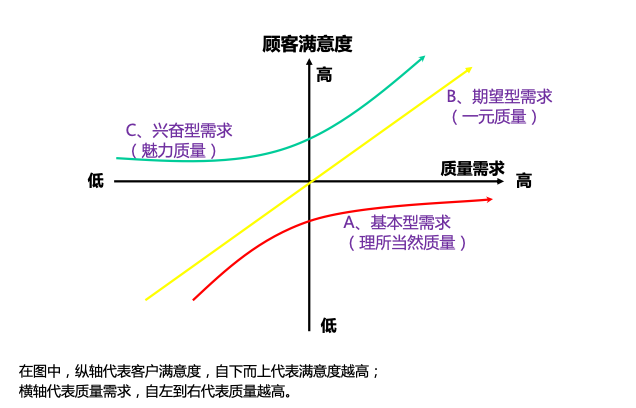 顾客满意度
高
B、期望型需求
（一元质量）
C、兴奋型需求
（魅力质量）
质量需求
低
高
A、基本型需求
（理所当然质量）
低
在图中，纵轴代表客户满意度，自下而上代表满意度越高；
横轴代表质量需求，自左到右代表质量越高。